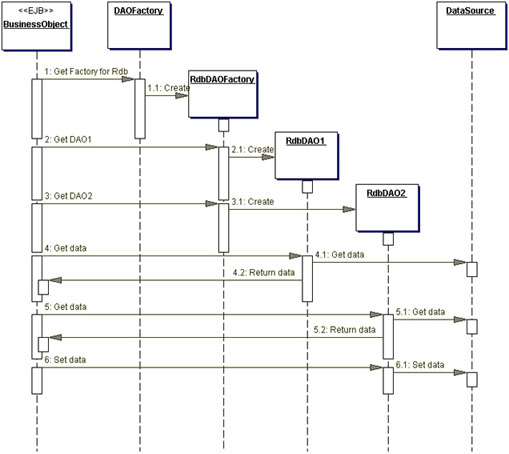 <<EJB>>
BusinessObject
DAOFactory
DataSource
1: Get Factory for Rdb
1.1: Create
RdbDAOFactory
2: Get DAO1
2.1: Create
RdbDAO1
3: Get DAO2
3.1: Create
RdbDAO2
4: Get data
4.1: Get data
4.2: Return data
5: Get data
5.1: Get data
5.2: Return data
6: Set data
6.1: Set data